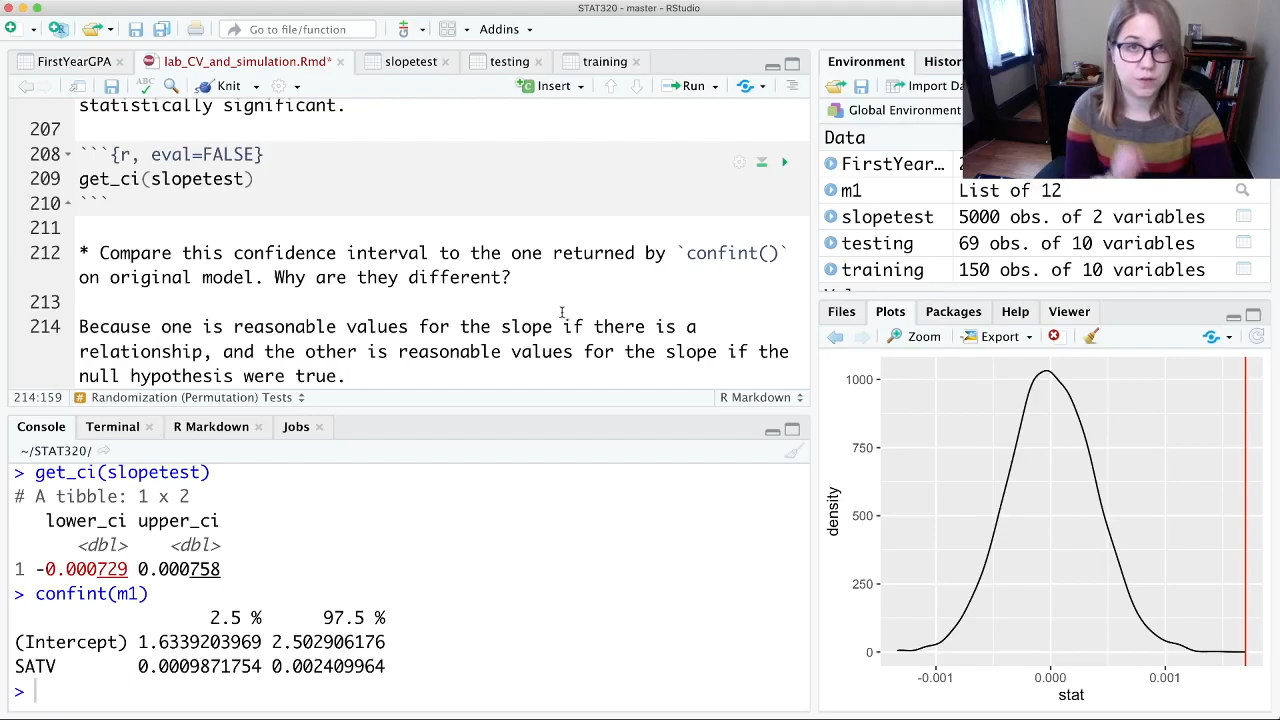 STAT320 - master - RStudio
Go to file/function
Addins
FirstYearGPA
lab_CV_and_simulation.Rmd*
slopetest
testing
training
ABC
Knit
Insert
Run
statistically significant.
207
208 ```{r, eval=FALSE}
209 get_ci(slopetest)
210 ```
211
212 * Compare this confidence interval to the one returned by `confint()`
on original model. Why are they different?
213
214 Because one is reasonable values for the slope if there is a
relationship, and the other is reasonable values for the slope if the
null hypothesis were true.
214:159
Randomization (Permutation) Tests
R Markdown
Console
Terminal
R Markdown
Jobs
~/STAT320/
> get_ci(slopetest)
# A tibble: 1 x 2
lower_ci upper_ci
<dbl> <dbl>
1 -0.000729 0.000758
> confint(m1)
2.5 % 97.5 %
(Intercept) 1.6339203969 2.502906176
SATV 0.0009871754 0.002409964
>
Environment
Import
Global Environment
Data
FirstYear...
m1 List of 12
slopetest 5000 obs. of 2 variables
testing 69 obs. of 10 variables
training 150 obs. of 10 variables
Files
Plots
Packages
Help
Viewer
Zoom
Export
1000
750
500
250
0
density
-0.001
0.000
0.001
stat